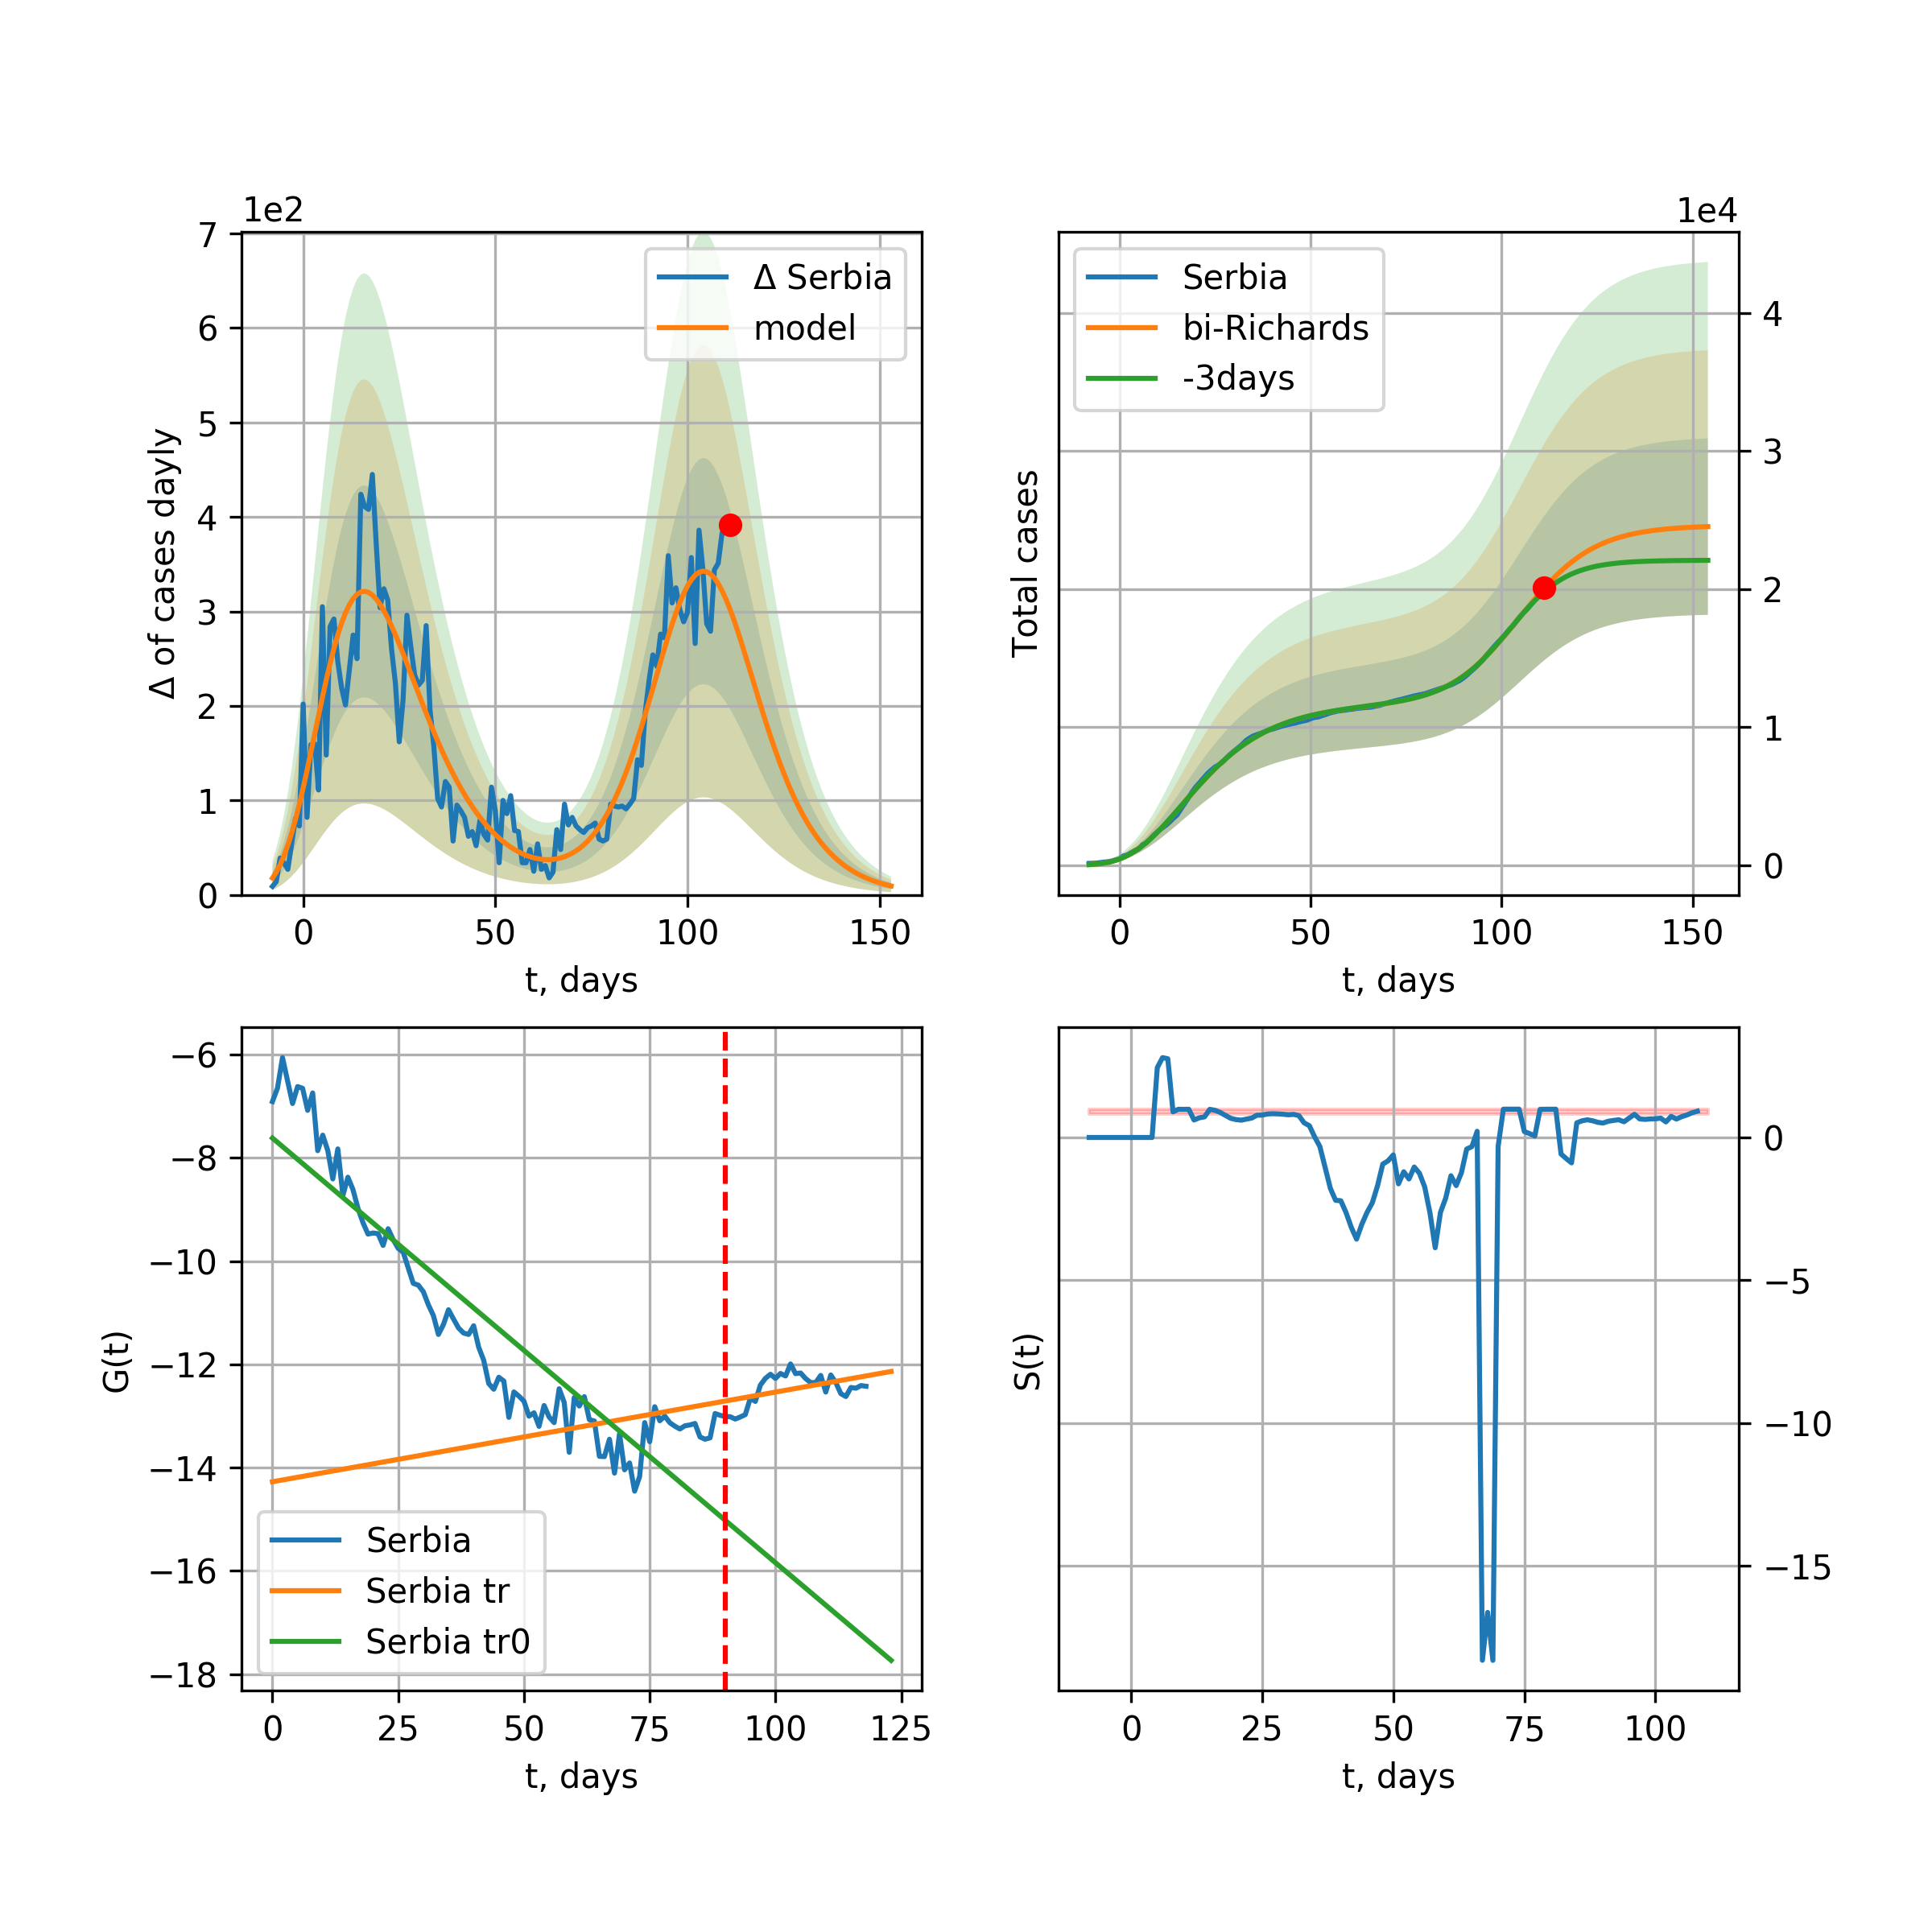 1e2
7
6
5
4
3
2
1
0
Δ of cases dayly
Δ Serbia
model
0 50 100 150
t, days
1e4
Serbia
bi-Richards
-3days
Total cases
4
3
2
1
0
0 50 100 150
t, days
−6
−8
−10
−12
−14
−16
−18
G(t)
Serbia
Serbia tr
Serbia tr0
0 25 50 75 100 125
t, days
S(t)
0
−5
−10
−15
0 25 50 75 100
t, days